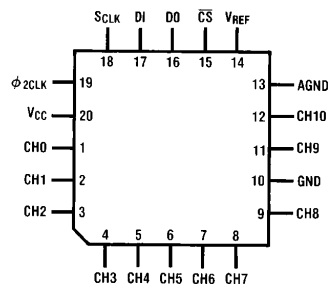 SCLK DI DO CS VREF
18 17 16 15 14
ϕ2CLK 19 13 AGND
VCC 20 12 CH10
CH0 1 11 CH9
CH1 2 10 GND
CH2 3 9 CH8
4 5 6 7 8
CH3 CH4 CH5 CH6 CH7